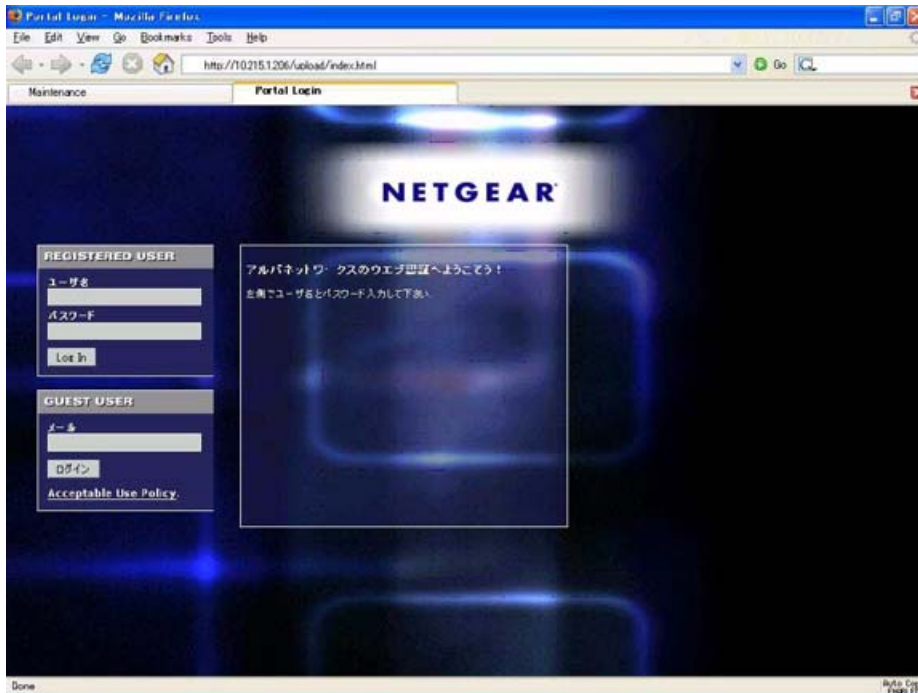 Portal Login - Mozilla Firefox
File Edit View Go Bookmarks Tools Help
http://10.215.1.206/upload/index.html
Go
Maintenance
Portal Login
NETGEAR
REGISTERED USER
ユーザ名
パスワード
Log In
GUEST USER
メール
ログイン
Acceptable Use Policy.
アルバネットワークスのウエブ認証へようこそう！
左側でユーザ名とパスワード入力して下さい
Done